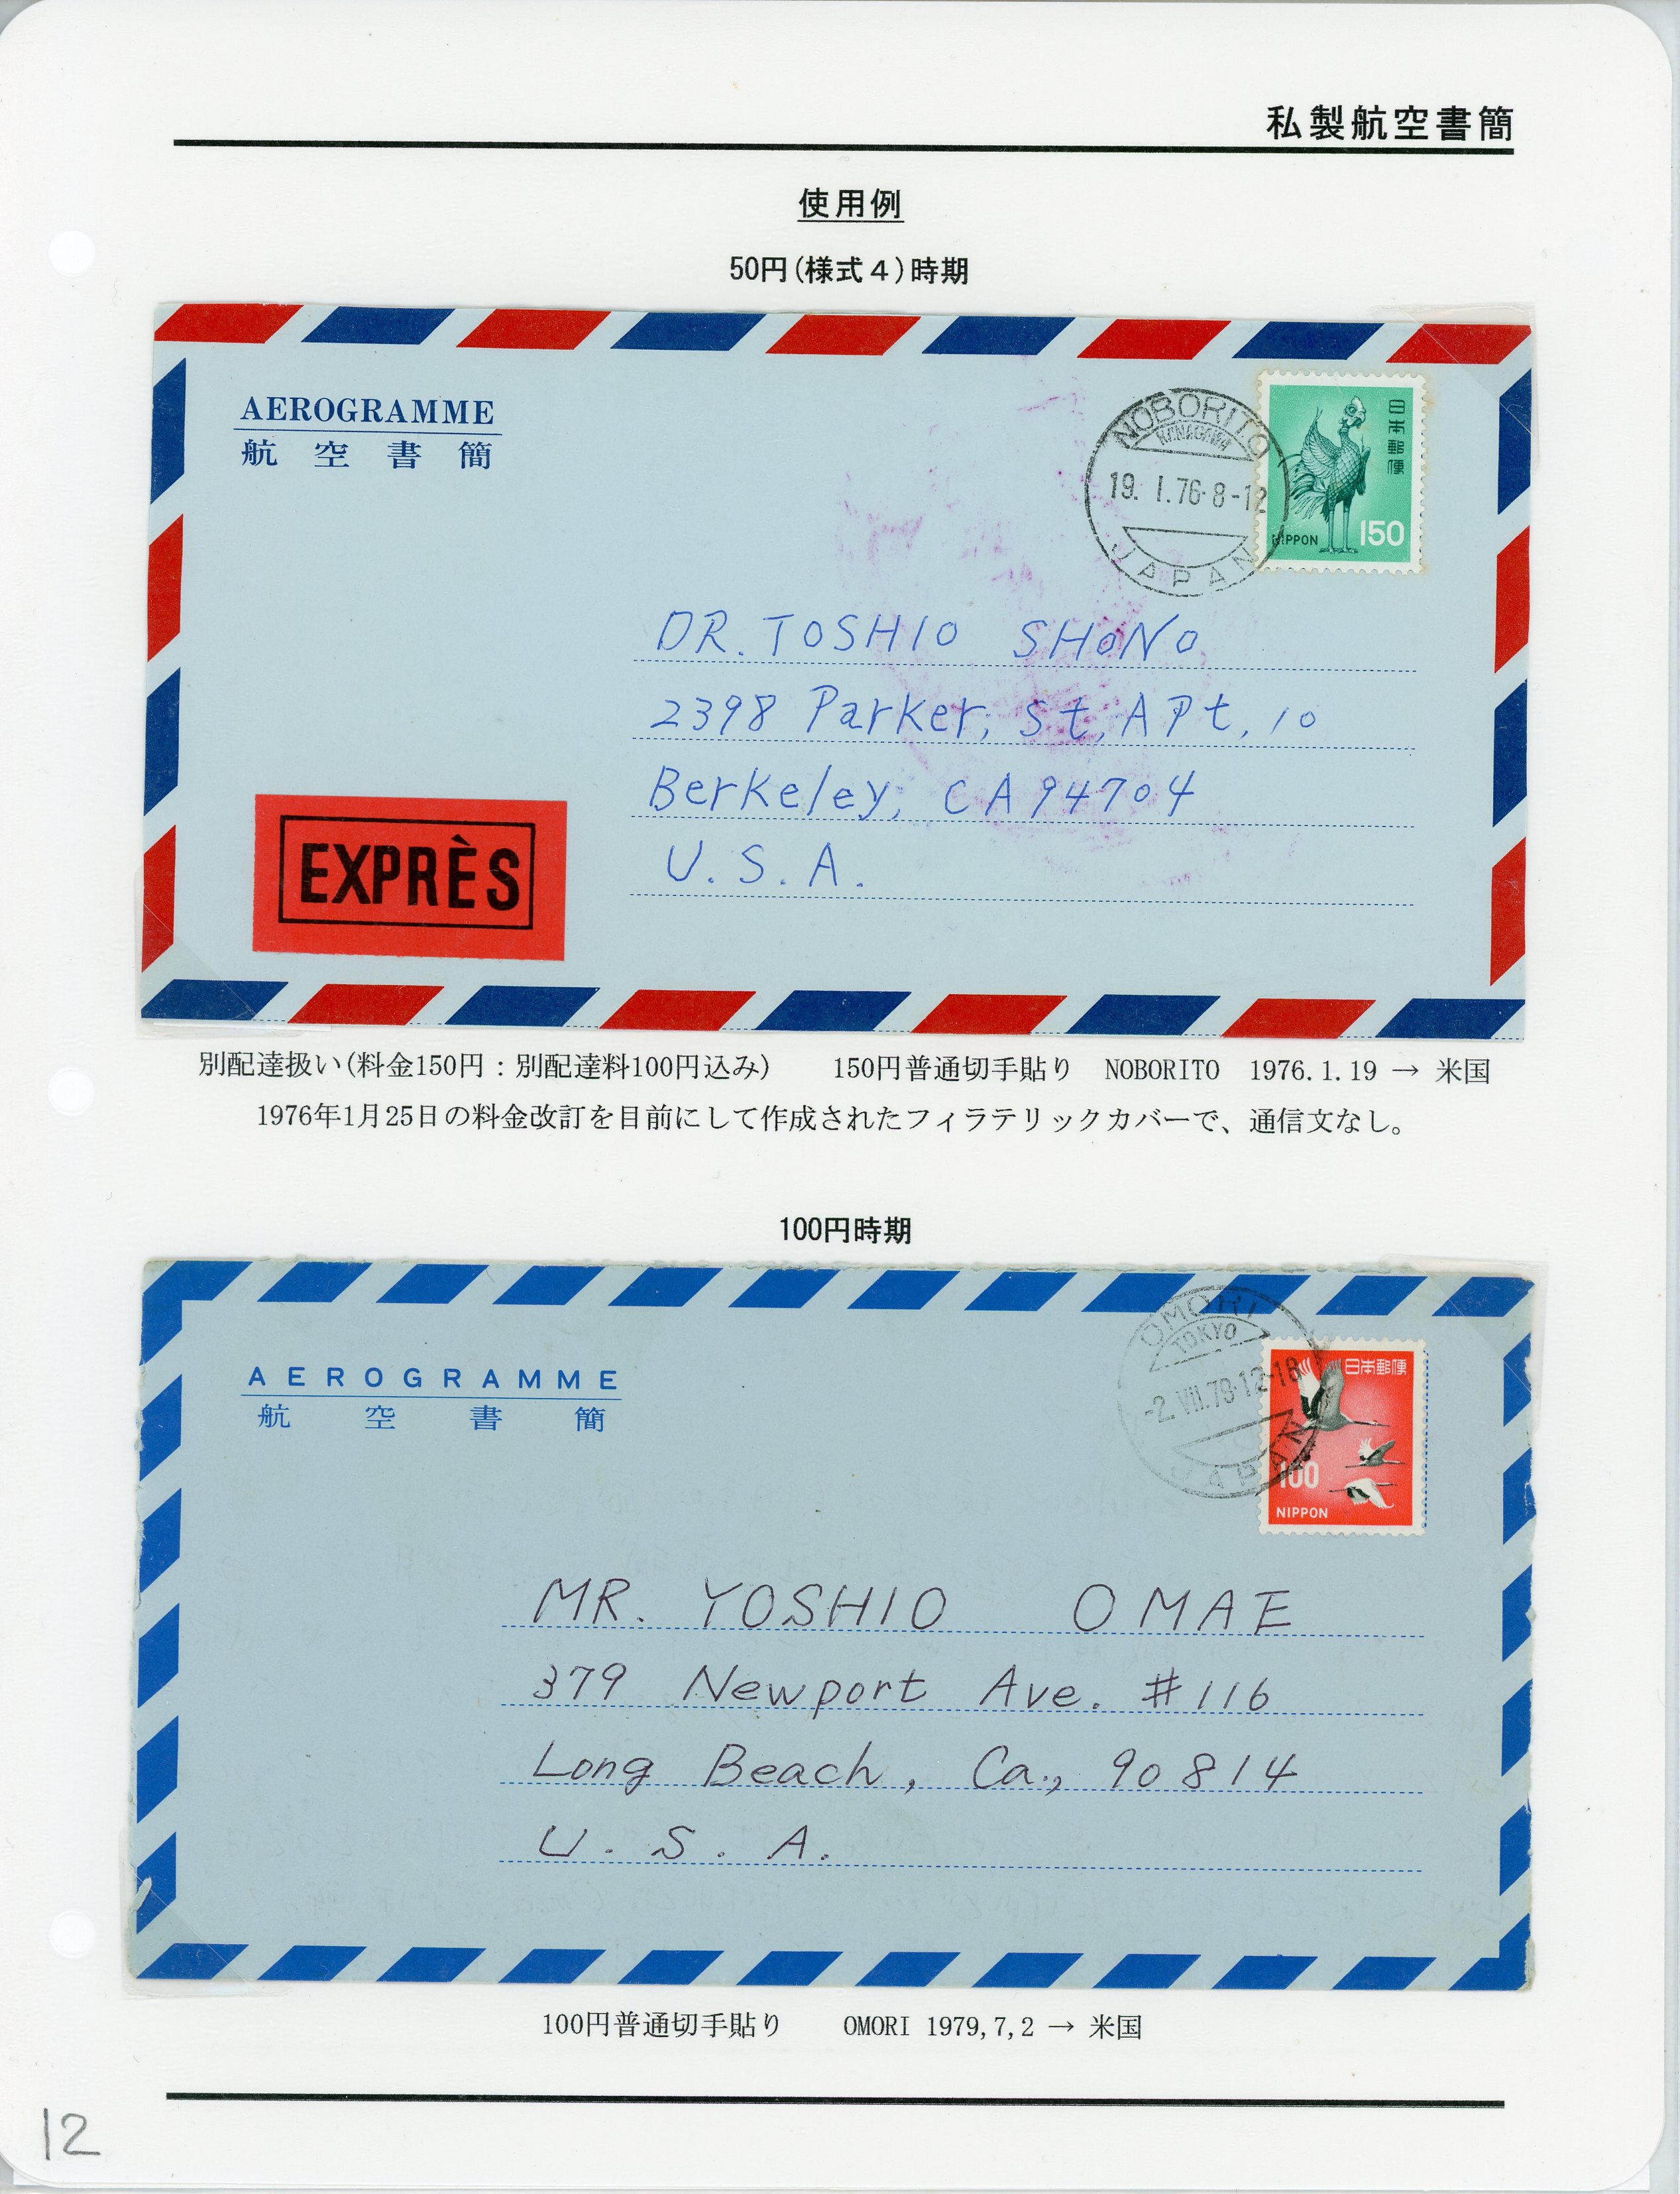 私製航空書簡
使用例
50円(様式4)時期
AEROGRAMME
航空書簡
NOBORITO
KANAGAWA
19. I.76・8-12
JAPAN
日本郵便
NIPPON
150
DR. TOSHIO SHONO
2398 Parker, St, APt, 10
Berkeley, CA 94704
U.S.A.
EXPRÈS
別配達扱い(料金150円:別配達料100円込み) 150円普通切手貼り NOBORITO 1976.1.19 → 米国
1976年1月25日の料金改訂を目前にして作成されたフィラテリックカバーで、通信文なし。
100円時期
AEROGRAMME
航空書簡
OMORI
TOKYO
-2. VII.79・12-18
JAPAN
日本郵便
100
NIPPON
MR. YOSHIO OMAE
379 Newport Ave. #116
Long Beach, Ca., 90814
U. S. A.
100円普通切手貼り OMORI 1979,7,2 → 米国
12